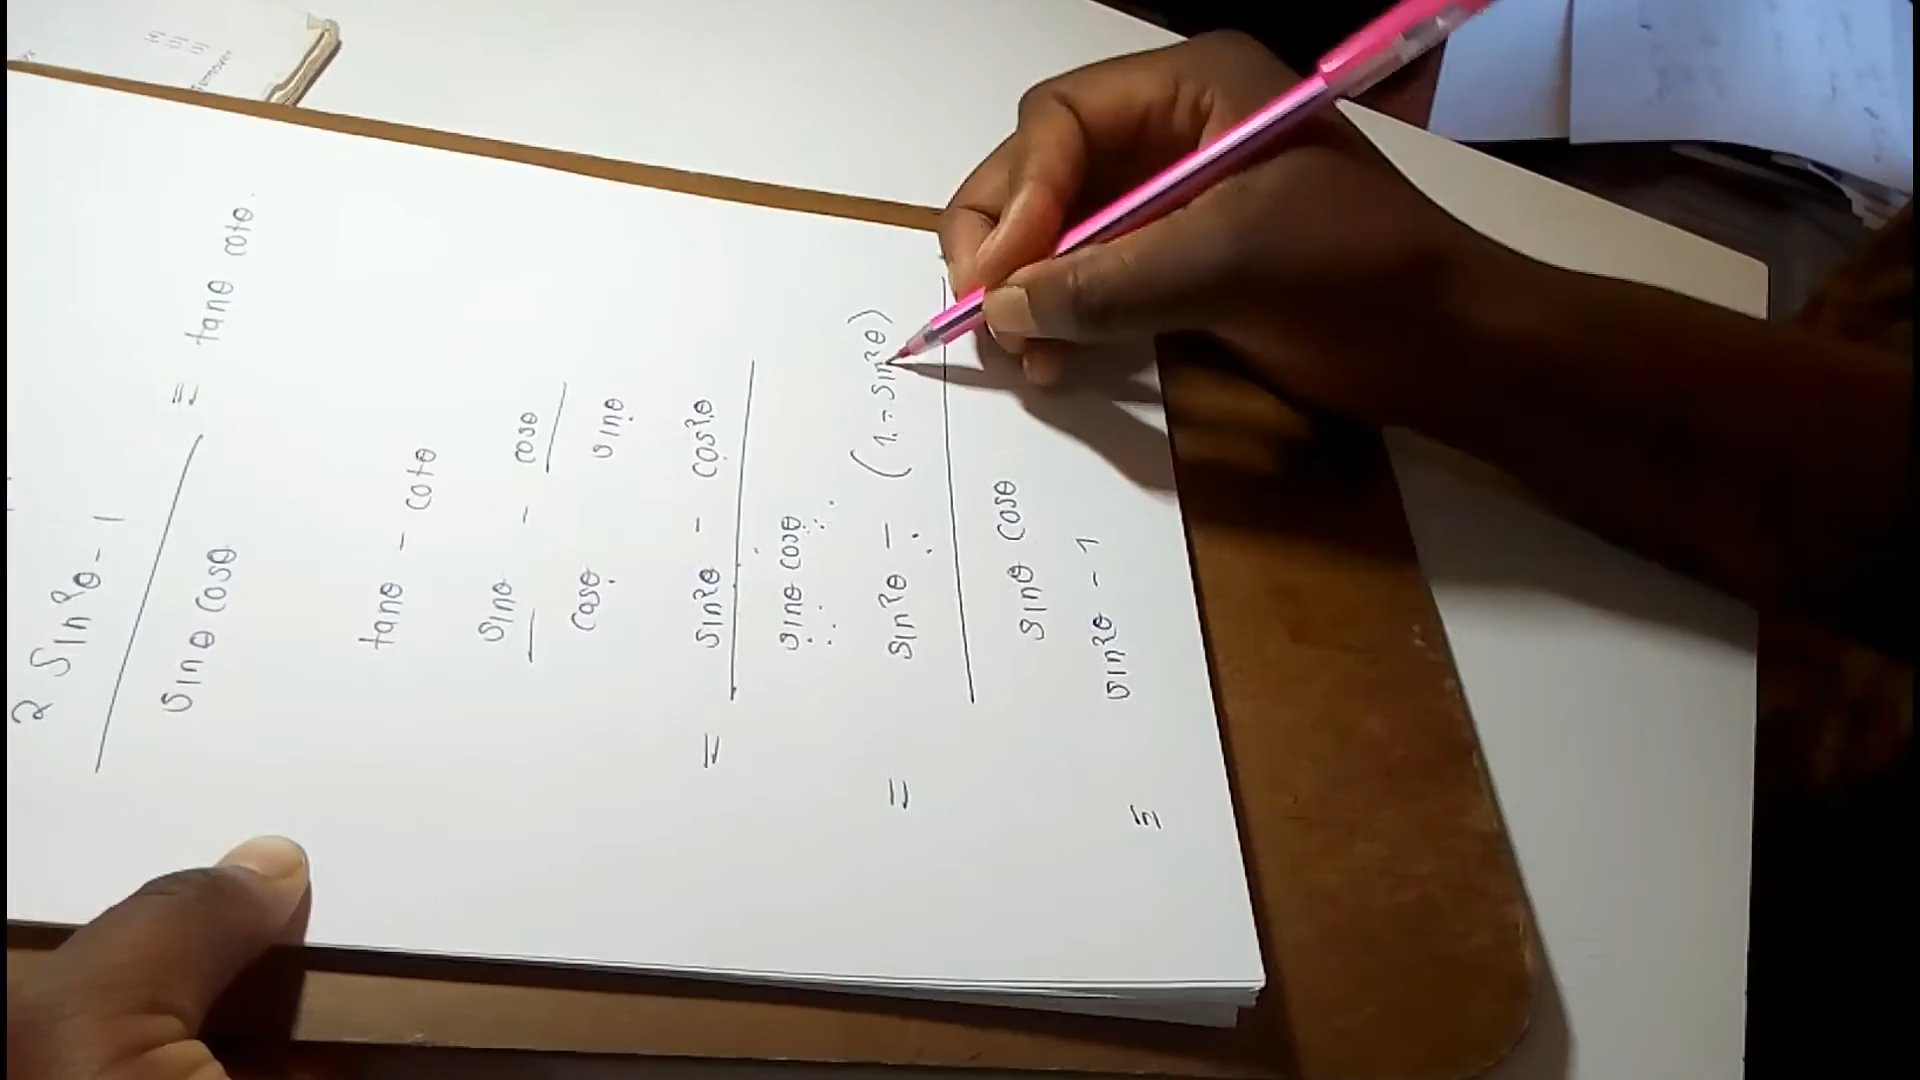 2 sin²θ - 1
sinθ cosθ
= tanθ cotθ.
tanθ - cotθ
sinθ - cosθ
cosθ sinθ
= sin²θ - cos²θ
sinθ cosθ
= sin²θ - (1 - sin²θ)
sinθ cosθ
= sin²θ - 1